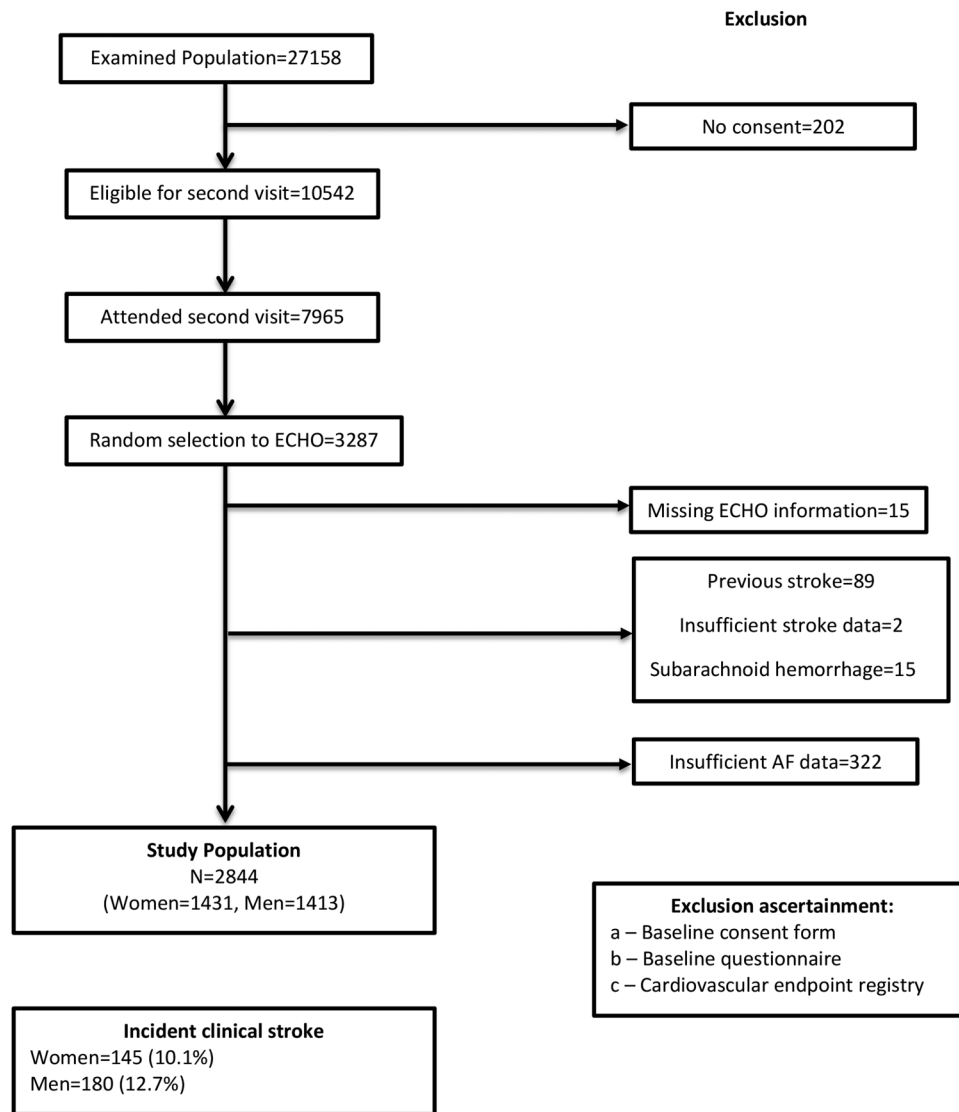 Exclusion
Examined Population=27158
No consent=202
Eligible for second visit=10542
Attended second visit=7965
Random selection to ECHO=3287
Missing ECHO information=15
Previous stroke=89
Insufficient stroke data=2
Subarachnoid hemorrhage=15
Insufficient AF data=322
Study Population
N=2844
(Women=1431, Men=1413)
Exclusion ascertainment:
a – Baseline consent form
b – Baseline questionnaire
c – Cardiovascular endpoint registry
Incident clinical stroke
Women=145 (10.1%)
Men=180 (12.7%)